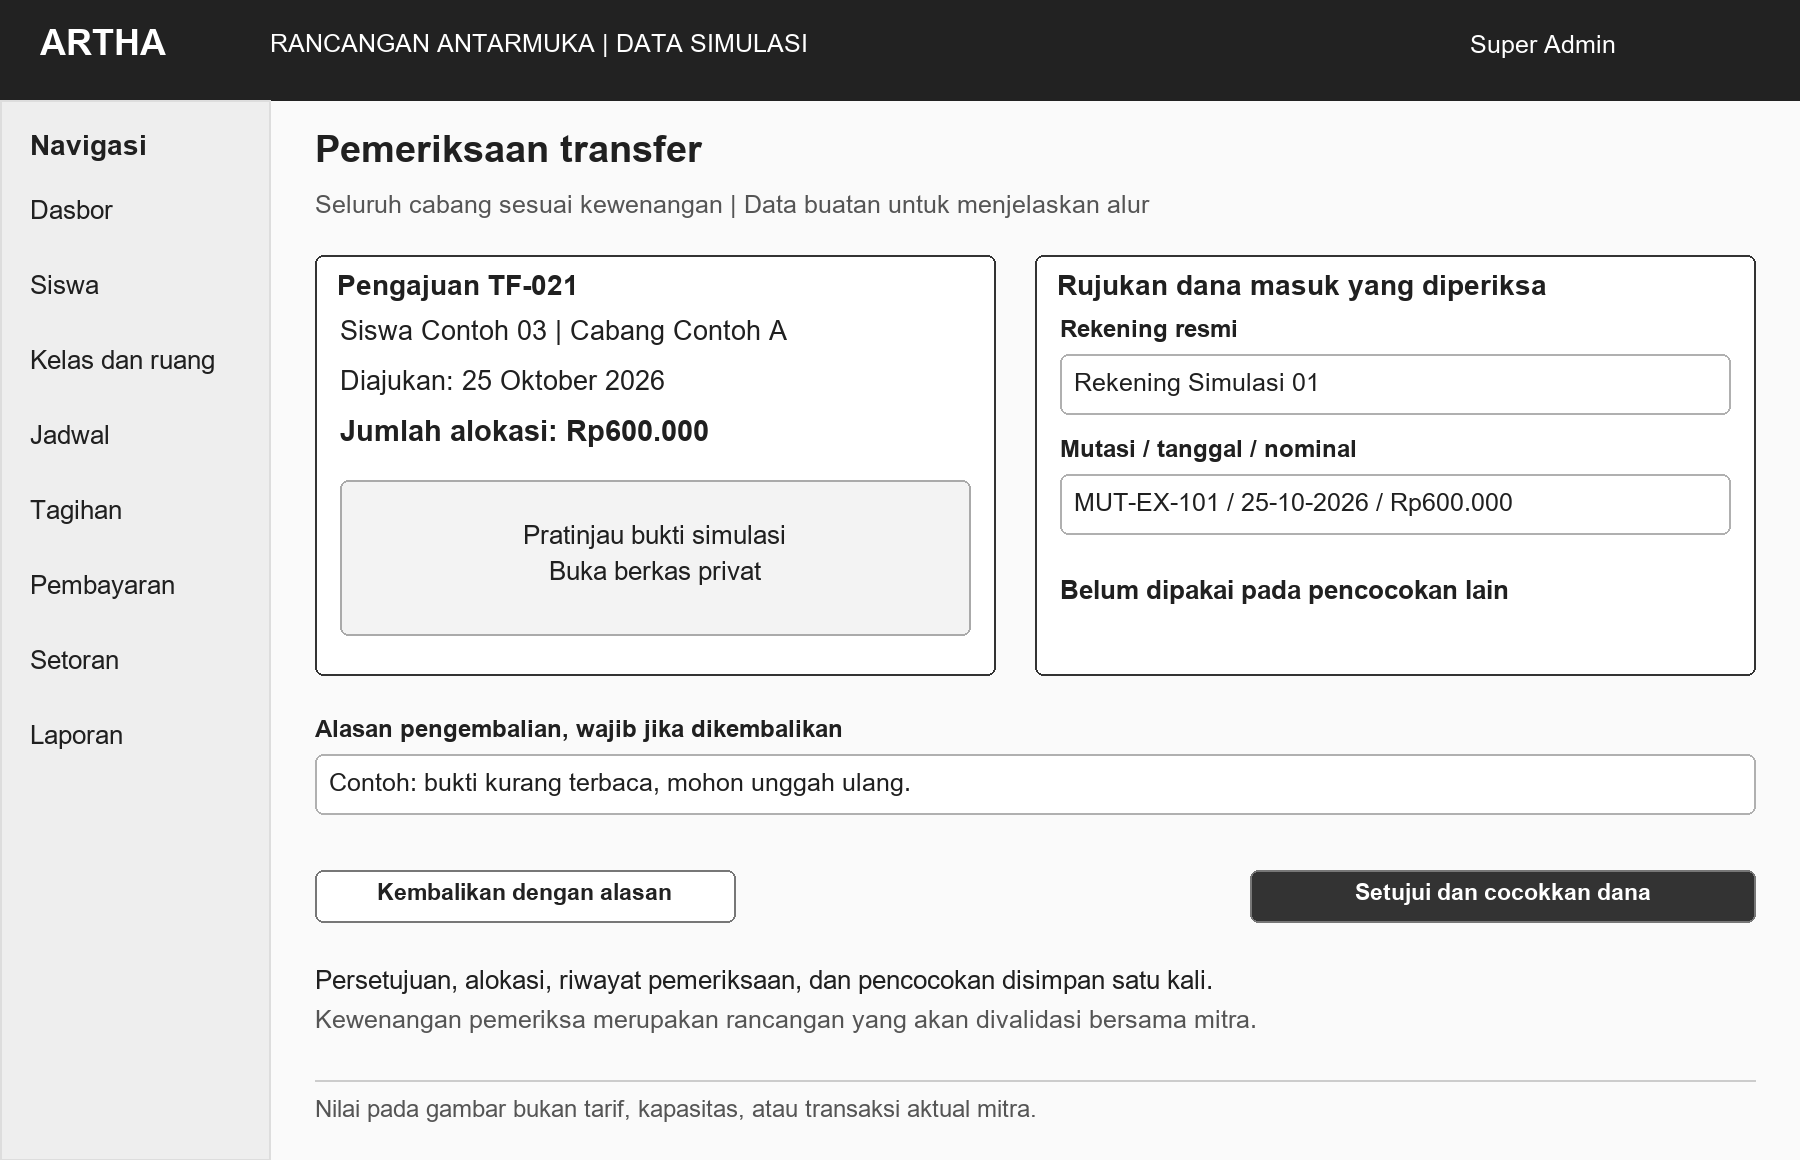 ARTHA
RANCANGAN ANTARMUKA | DATA SIMULASI
Super Admin
Navigasi
Dasbor
Siswa
Kelas dan ruang
Jadwal
Tagihan
Pembayaran
Setoran
Laporan
Pemeriksaan transfer
Seluruh cabang sesuai kewenangan | Data buatan untuk menjelaskan alur
Pengajuan TF-021
Siswa Contoh 03 | Cabang Contoh A
Diajukan: 25 Oktober 2026
Jumlah alokasi: Rp600.000
Pratinjau bukti simulasi
Buka berkas privat
Rujukan dana masuk yang diperiksa
Rekening resmi
Rekening Simulasi 01
Mutasi / tanggal / nominal
MUT-EX-101 / 25-10-2026 / Rp600.000
Belum dipakai pada pencocokan lain
Alasan pengembalian, wajib jika dikembalikan
Contoh: bukti kurang terbaca, mohon unggah ulang.
Kembalikan dengan alasan
Setujui dan cocokkan dana
Persetujuan, alokasi, riwayat pemeriksaan, dan pencocokan disimpan satu kali.
Kewenangan pemeriksa merupakan rancangan yang akan divalidasi bersama mitra.
Nilai pada gambar bukan tarif, kapasitas, atau transaksi aktual mitra.